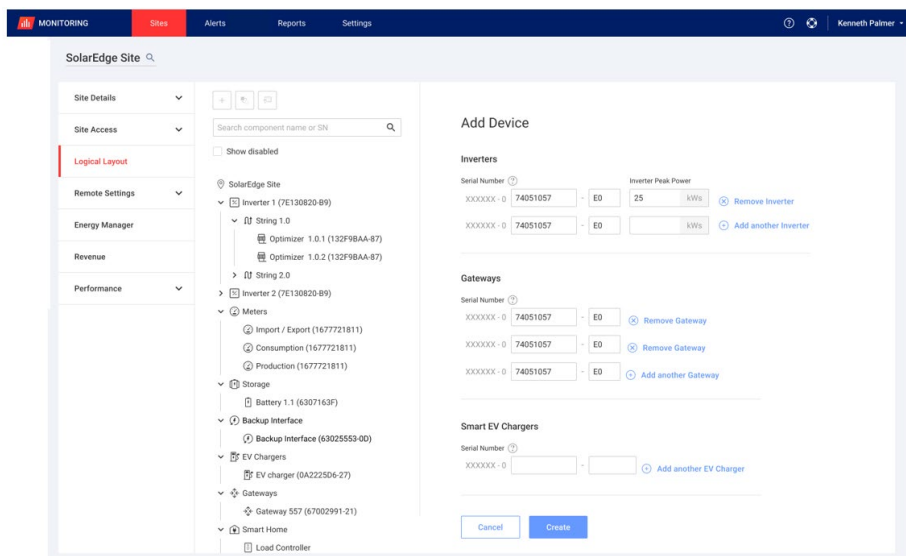 MONITORING Sites Alerts Reports Settings Kenneth Palmer
SolarEdge Site
Site Details
Site Access
Logical Layout
Remote Settings
Energy Manager
Revenue
Performance
Search component name or SN
Show disabled
SolarEdge Site
Inverter 1 (7E130820-B9)
String 1.0
Optimizer 1.0.1 (132F9BAA-87)
Optimizer 1.0.2 (132F9BAA-87)
String 2.0
Inverter 2 (7E130820-B9)
Meters
Import / Export (1677721811)
Consumption (1677721811)
Production (1677721811)
Storage
Battery 1.1 (6307163F)
Backup Interface
Backup Interface (63025553-0D)
EV Chargers
EV charger (0A2225D6-27)
Gateways
Gateway 557 (67002991-21)
Smart Home
Load Controller
Add Device
Inverters
Serial Number ? Inverter Peak Power
XXXXXX - 0 74051057 - E0 25 kWs Remove Inverter
XXXXXX - 0 74051057 - E0 kWs Add another Inverter
Gateways
Serial Number ?
XXXXXX - 0 74051057 - E0 Remove Gateway
XXXXXX - 0 74051057 - E0 Remove Gateway
XXXXXX - 0 74051057 - E0 Add another Gateway
Smart EV Chargers
Serial Number ?
XXXXXX - 0 - Add another EV Charger
Cancel Create